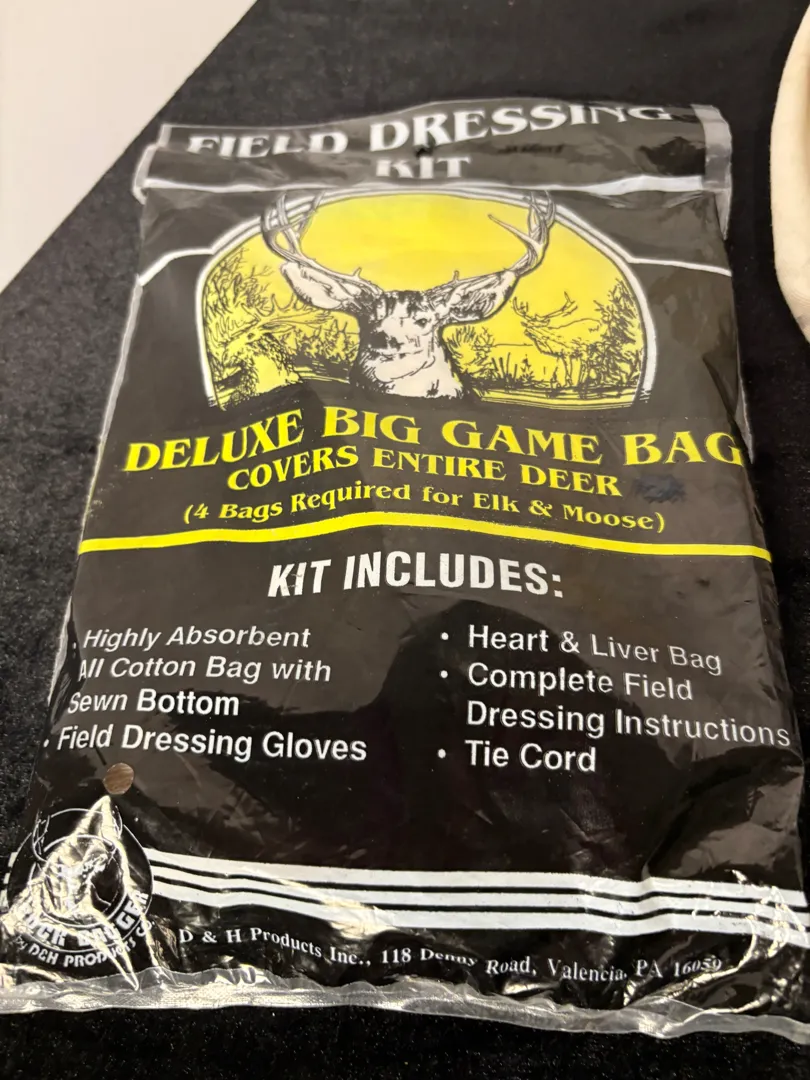 FIELD DRESSING
KIT
DELUXE BIG GAME BAG
COVERS ENTIRE DEER
(4 Bags Required for Elk & Moose)
KIT INCLUDES:
· Highly Absorbent
All Cotton Bag with
Sewn Bottom
· Field Dressing Gloves
• Heart & Liver Bag
• Complete Field
Dressing Instructions
• Tie Cord
BY D&H PRODUCTS
D & H Products Inc., 118 Denny Road, Valencia, PA 16059